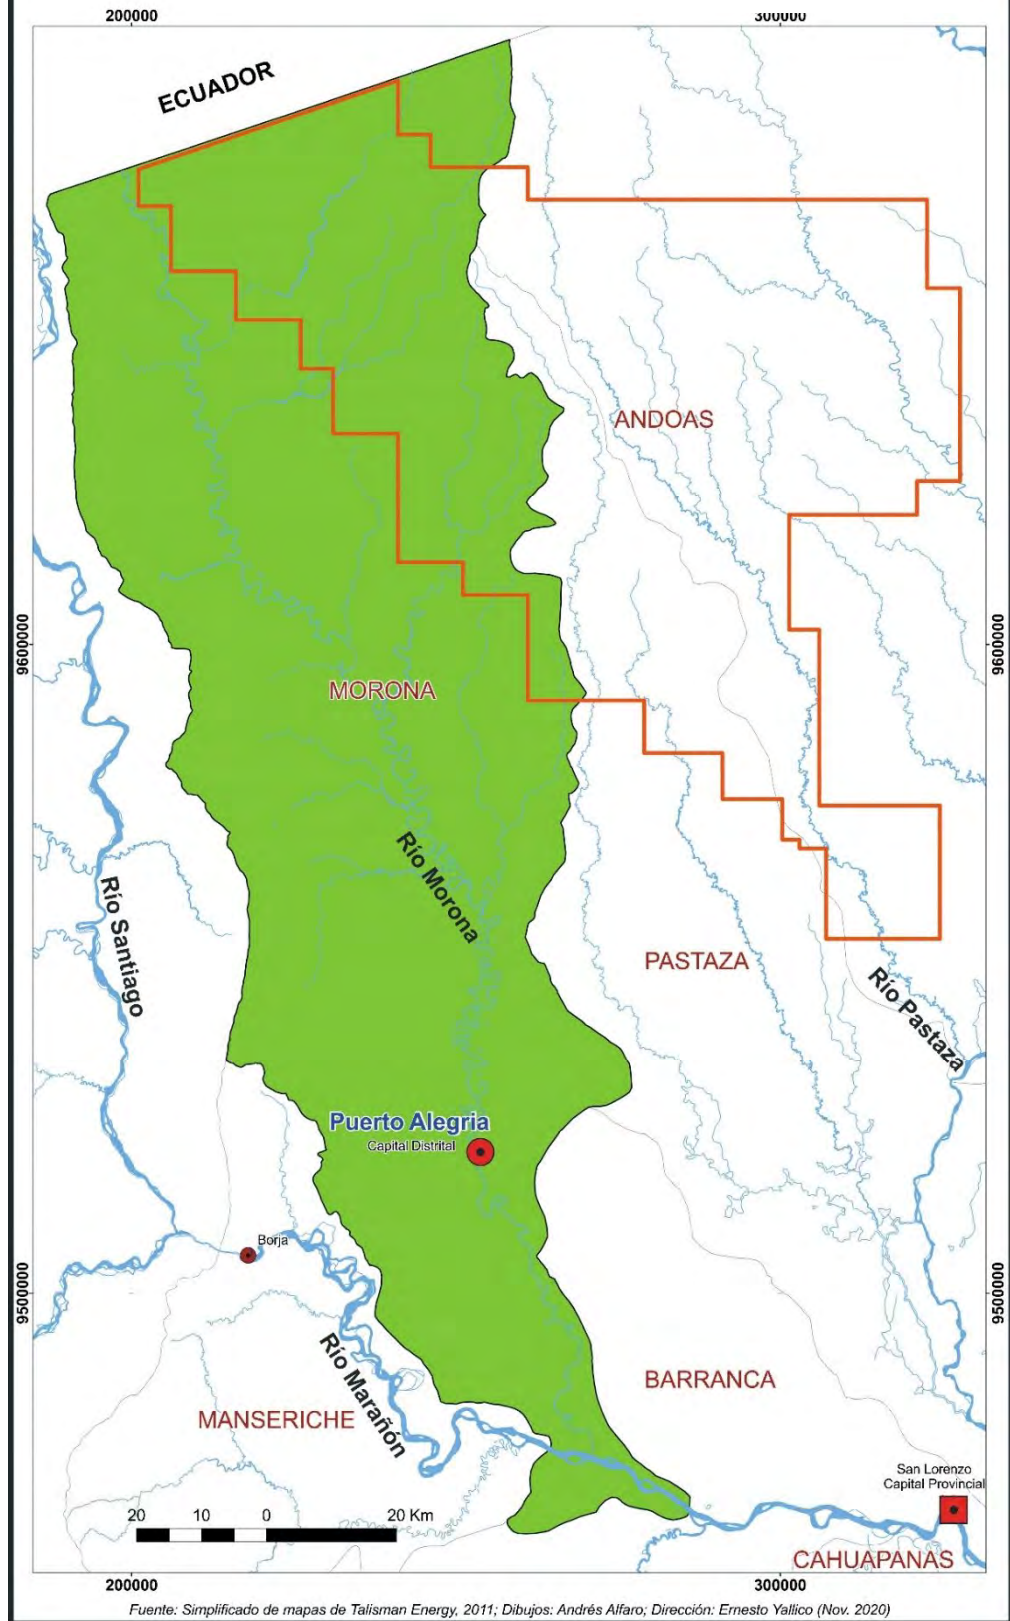 200000
300000
ECUADOR
ANDOAS
9600000
9600000
MORONA
Río Morona
Río Santiago
PASTAZA
Río Pastaza
Puerto Alegria
Capital Distrital
Borja
9500000
9500000
Río Marañón
BARRANCA
MANSERICHE
San Lorenzo
Capital Provincial
20 10 0 20 Km
CAHUAPANAS
200000
300000
Fuente: Simplificado de mapas de Talisman Energy, 2011; Dibujos: Andrés Alfaro; Dirección: Ernesto Yallico (Nov. 2020)